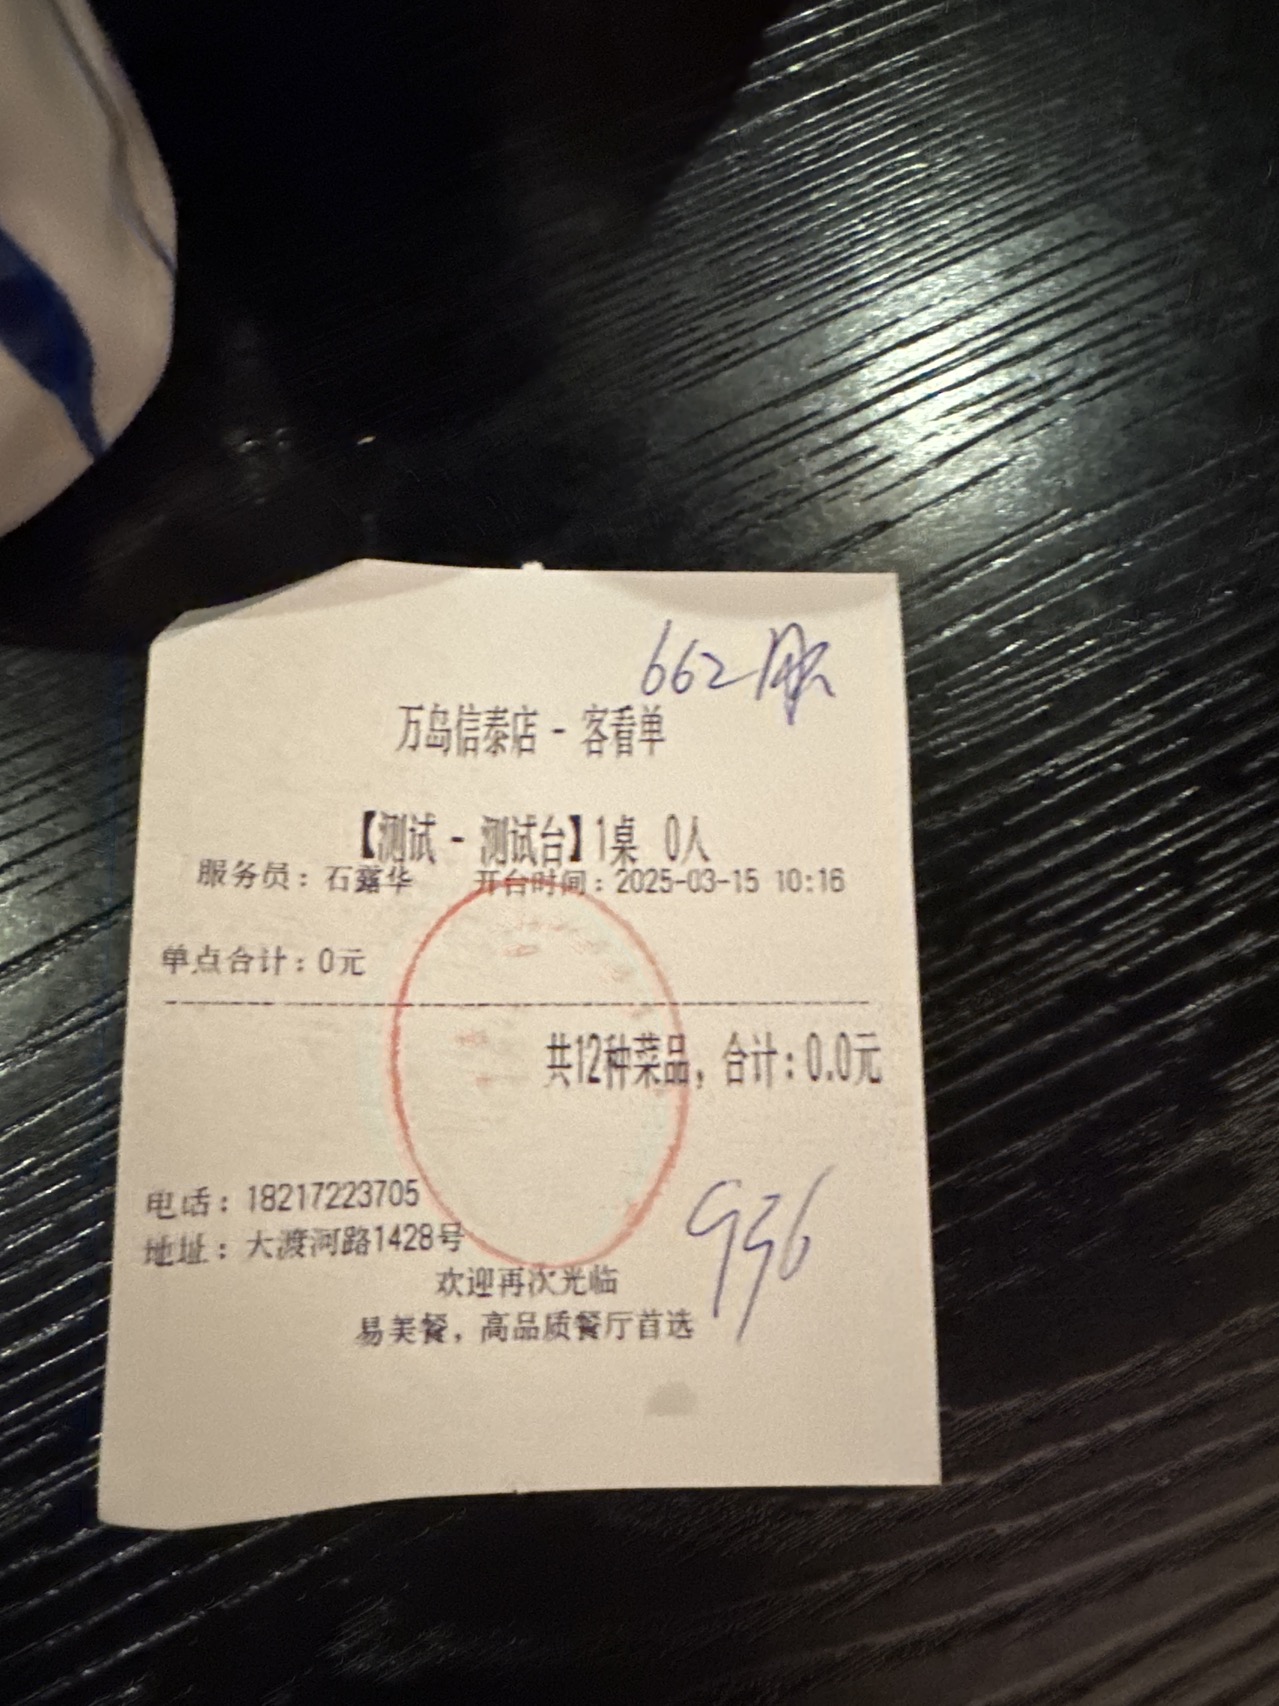 662服
万岛信泰店 - 客看单
【测试 - 测试台】1桌 0人
服务员：石露华 开台时间：2025-03-15 10:16
单点合计：0元
共12种菜品，合计：0.0元
936
电话：18217223705
地址：大渡河路1428号
欢迎再次光临
易美餐，高品质餐厅首选